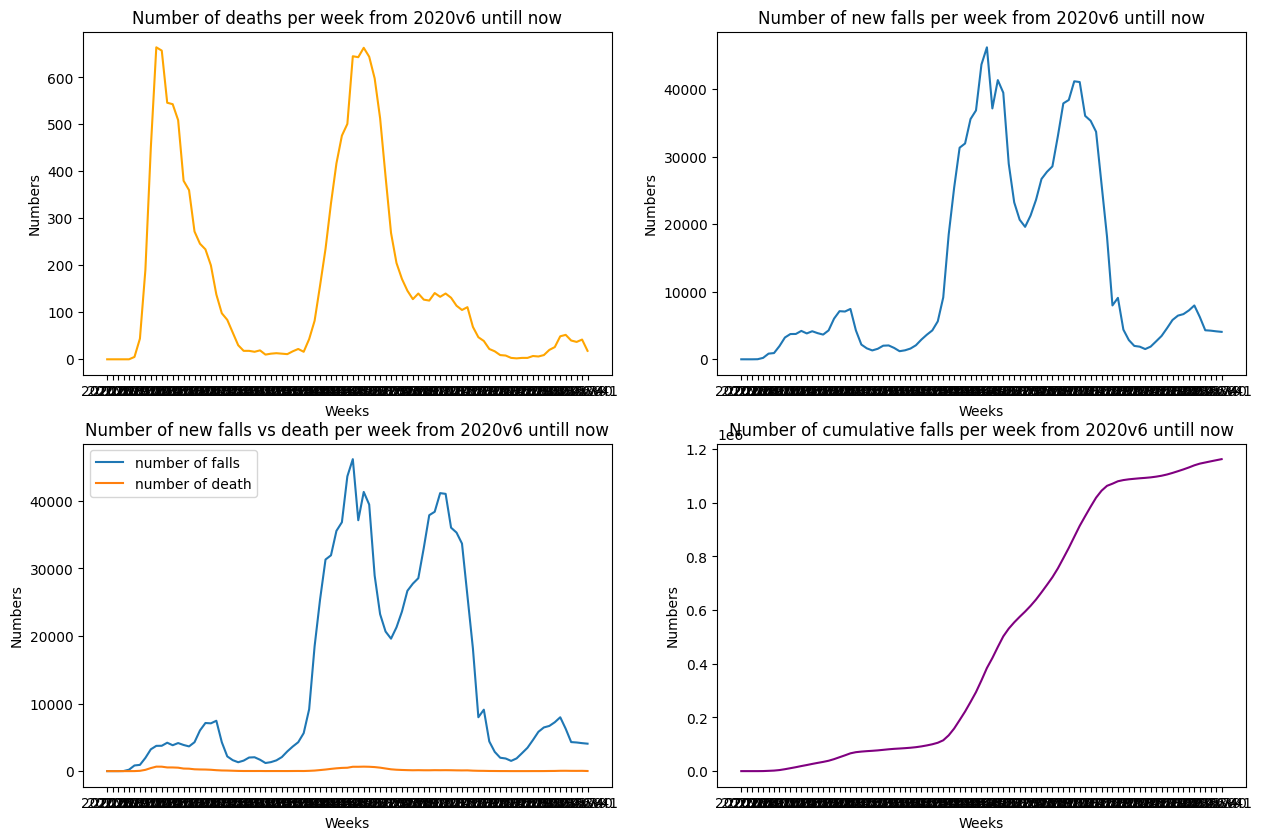 Number of deaths per week from 2020v6 untill now
Numbers
600
500
400
300
200
100
0
Weeks
Number of new falls per week from 2020v6 untill now
Numbers
40000
30000
20000
10000
0
Weeks
Number of new falls vs death per week from 2020v6 untill now
number of falls
number of death
Numbers
40000
30000
20000
10000
0
Weeks
Number of cumulative falls per week from 2020v6 untill now
1e6
Numbers
1.2
1.0
0.8
0.6
0.4
0.2
0.0
Weeks